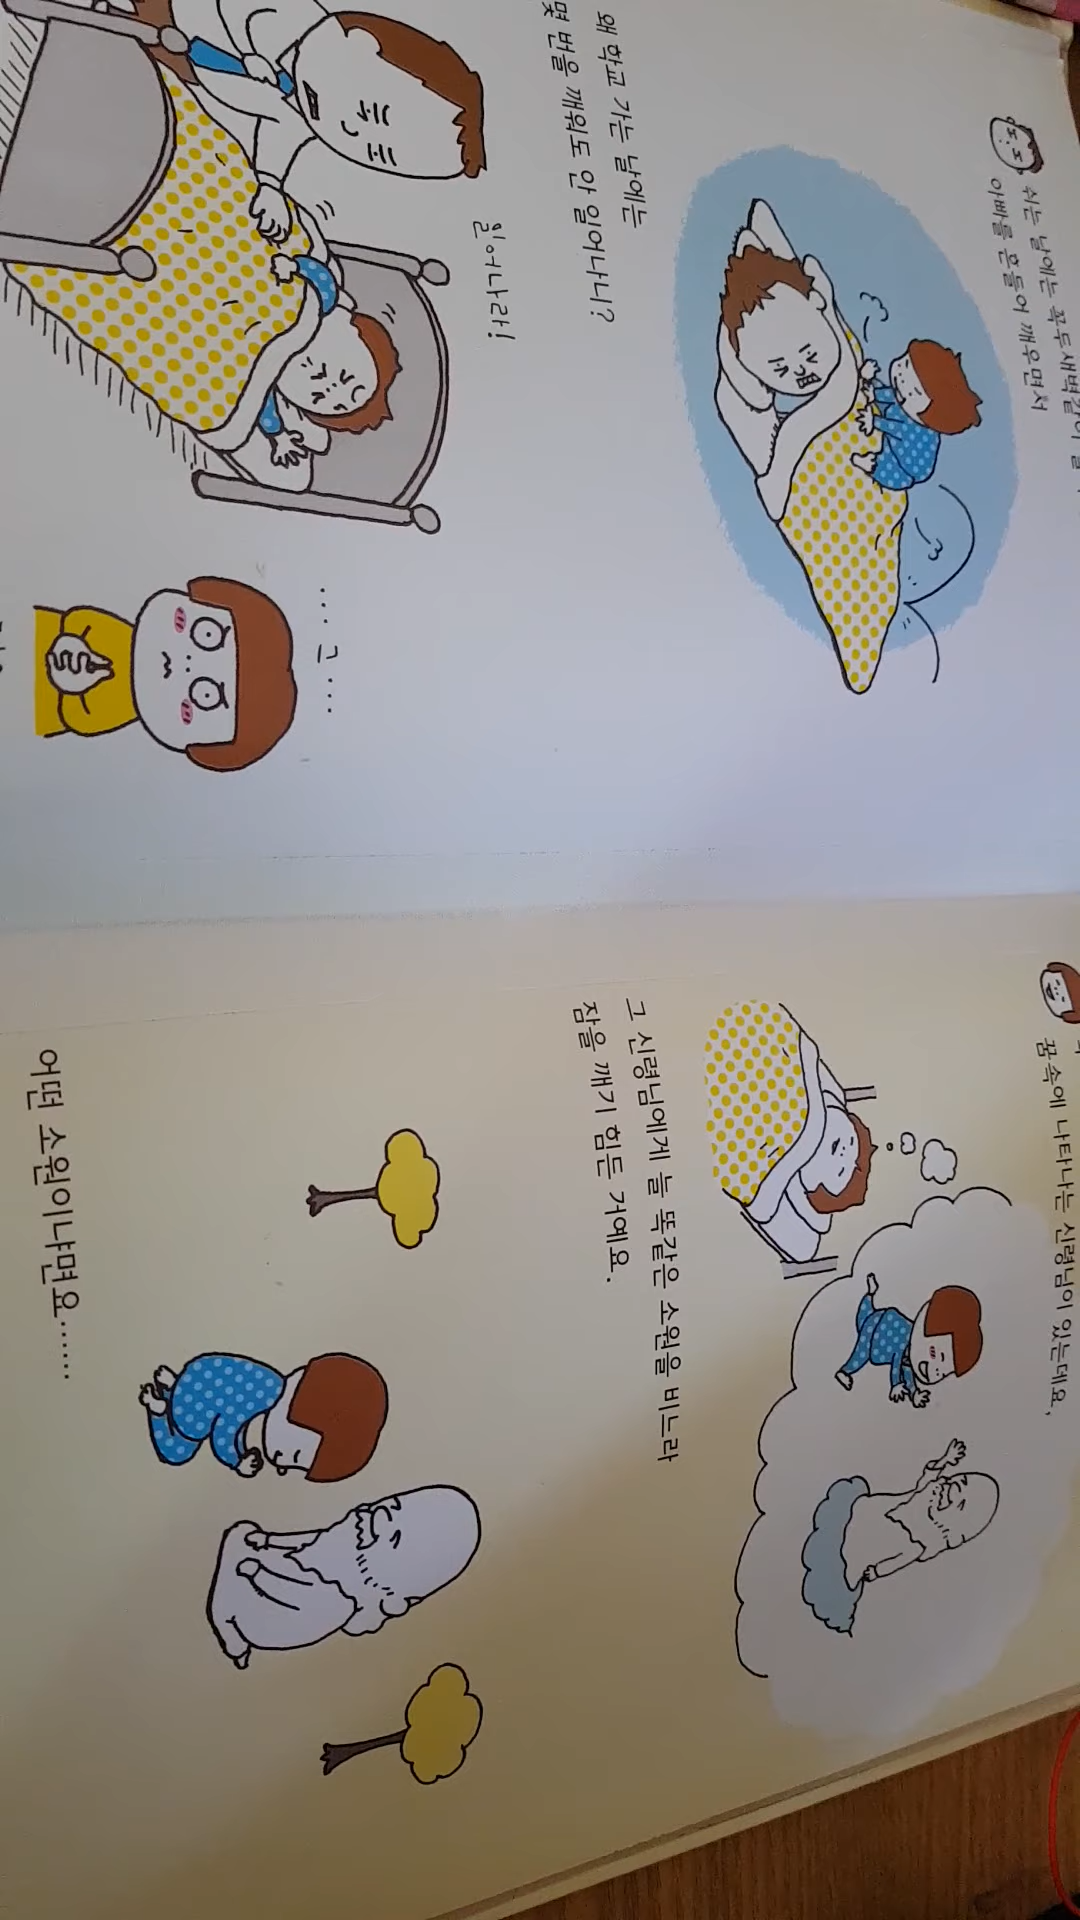 쉬는 날에는 꼭두새벽같이
아빠를 흔들어 깨우면서
왜 학교 가는 날에는
몇 번을 깨워도 안 일어나니?
일어나라!
...그....
꿈속에 나타나는 신령님이 있는데요,
그 신령님에게 늘 똑같은 소원을 비느라
잠을 깨기 힘든 거예요.
어떤 소원이냐면요......